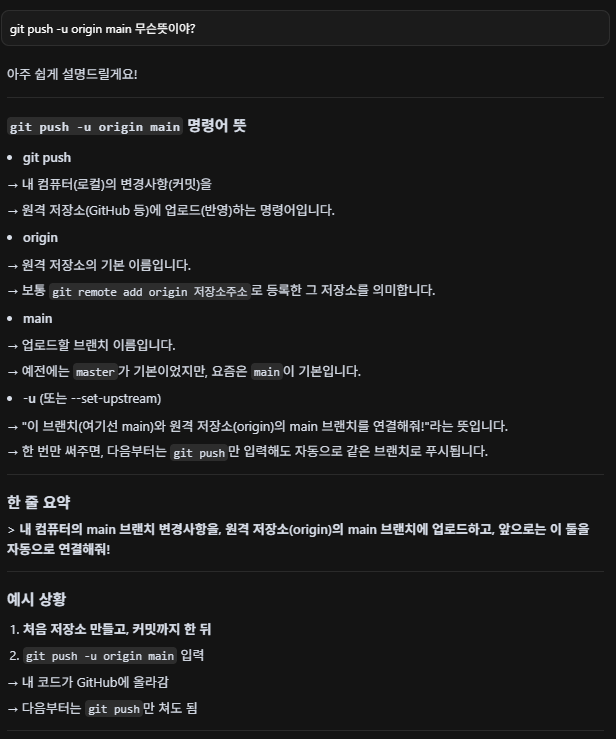 git push -u origin main 무슨뜻이야?
아주 쉽게 설명드릴게요!
git push -u origin main 명령어 뜻
• git push
→ 내 컴퓨터(로컬)의 변경사항(커밋)을
→ 원격 저장소(GitHub 등)에 업로드(반영)하는 명령어입니다.
• origin
→ 원격 저장소의 기본 이름입니다.
→ 보통 git remote add origin 저장소주소로 등록한 그 저장소를 의미합니다.
• main
→ 업로드할 브랜치 이름입니다.
→ 예전에는 master가 기본이었지만, 요즘은 main이 기본입니다.
• -u (또는 --set-upstream)
→ "이 브랜치(여기선 main)와 원격 저장소(origin)의 main 브랜치를 연결해줘!"라는 뜻입니다.
→ 한 번만 써주면, 다음부터는 git push만 입력해도 자동으로 같은 브랜치로 푸시됩니다.
한 줄 요약
> 내 컴퓨터의 main 브랜치 변경사항을, 원격 저장소(origin)의 main 브랜치에 업로드하고, 앞으로는 이 둘을
자동으로 연결해줘!
예시 상황
1. 처음 저장소 만들고, 커밋까지 한 뒤
2. git push -u origin main 입력
→ 내 코드가 GitHub에 올라감
→ 다음부터는 git push만 쳐도 됨